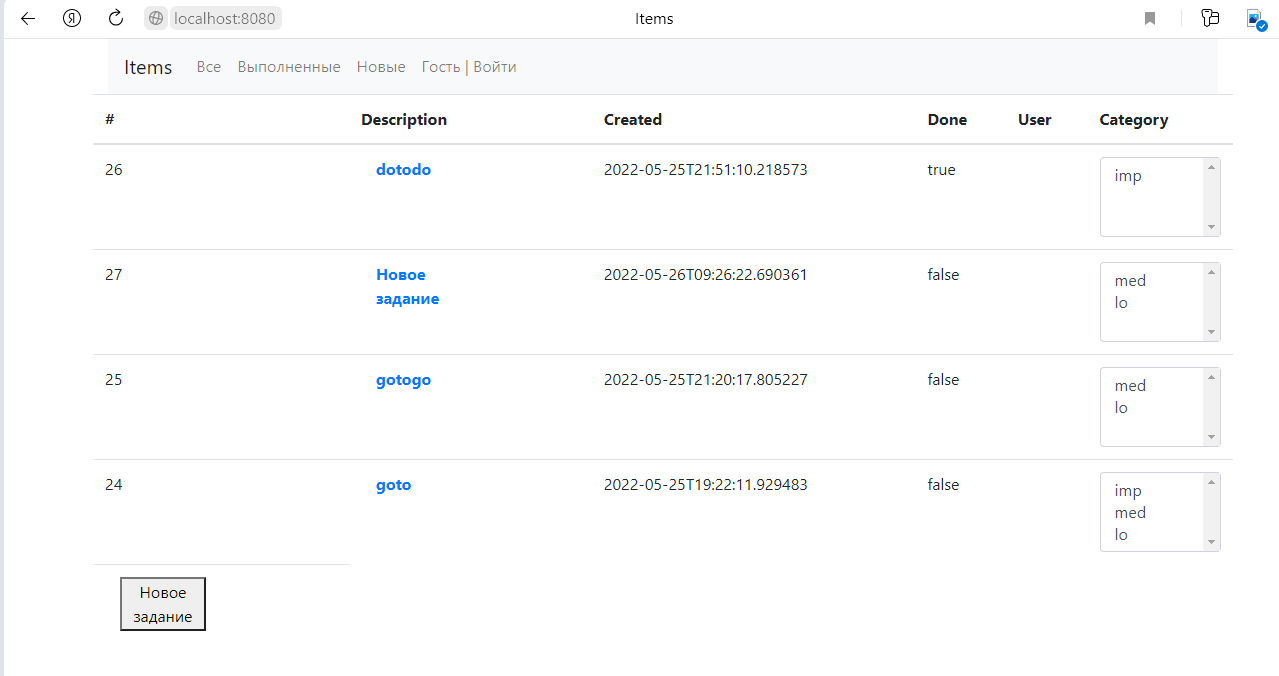 localhost:8080 Items
Items Все Выполненные Новые Гость | Войти
# Description Created Done User Category
26 dotodo 2022-05-25T21:51:10.218573 true imp
27 Новое задание 2022-05-26T09:26:22.690361 false med
lo
25 gotogo 2022-05-25T21:20:17.805227 false med
lo
24 goto 2022-05-25T19:22:11.929483 false imp
med
lo
Новое
задание